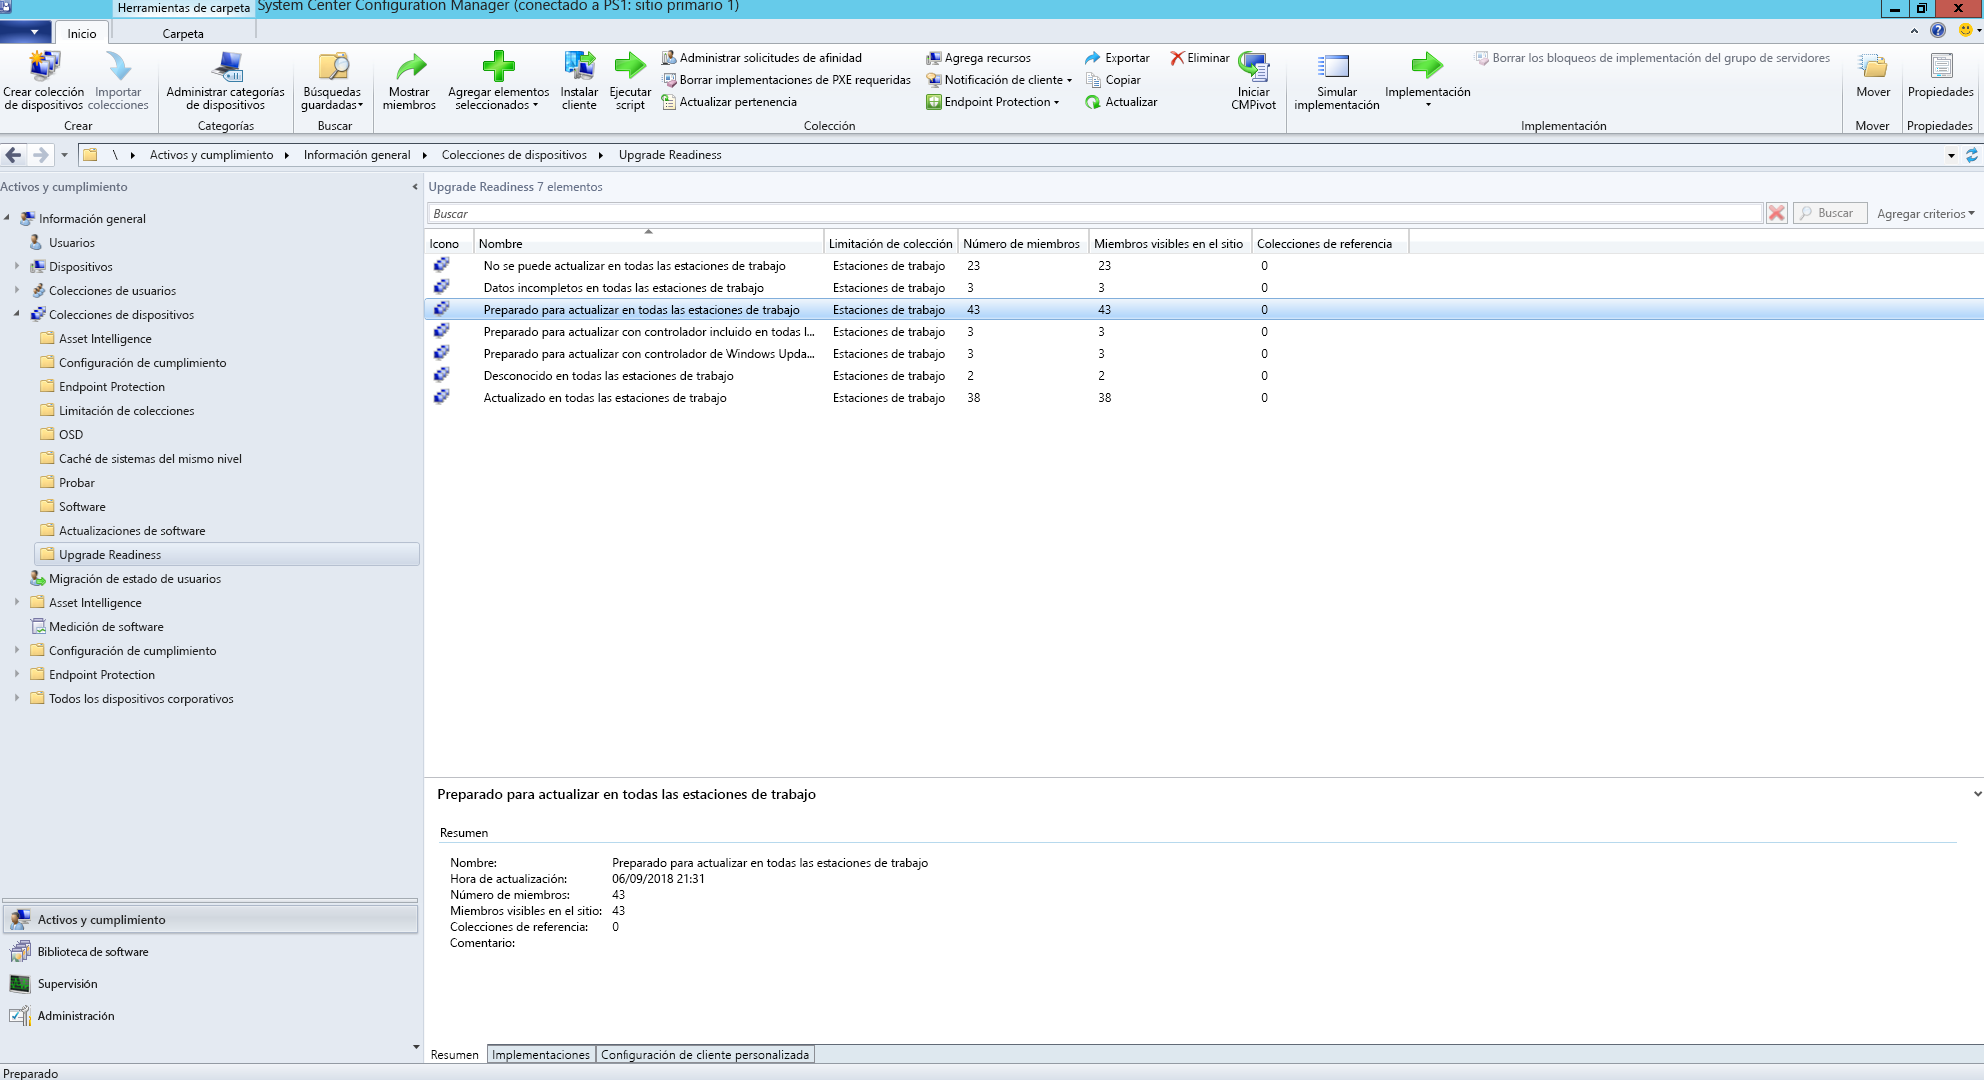 Herramientas de carpeta
System Center Configuration Manager (conectado a PS1: sitio primario 1)
Inicio
Carpeta
Crear colección de dispositivos
Importar colecciones
Crear
Administrar categorías de dispositivos
Categorías
Búsquedas guardadas
Buscar
Mostrar miembros
Agregar elementos seleccionados
Instalar cliente
Ejecutar script
Administrar solicitudes de afinidad
Borrar implementaciones de PXE requeridas
Actualizar pertenencia
Agrega recursos
Notificación de cliente
Endpoint Protection
Exportar
Copiar
Actualizar
Eliminar
Iniciar CMPivot
Colección
Simular implementación
Implementación
Borrar los bloqueos de implementación del grupo de servidores
Implementación
Mover
Mover
Propiedades
Propiedades
\ Activos y cumplimiento Información general Colecciones de dispositivos Upgrade Readiness
Activos y cumplimiento
Información general
Usuarios
Dispositivos
Colecciones de usuarios
Colecciones de dispositivos
Asset Intelligence
Configuración de cumplimiento
Endpoint Protection
Limitación de colecciones
OSD
Caché de sistemas del mismo nivel
Probar
Software
Actualizaciones de software
Upgrade Readiness
Migración de estado de usuarios
Asset Intelligence
Medición de software
Configuración de cumplimiento
Endpoint Protection
Todos los dispositivos corporativos
Activos y cumplimiento
Biblioteca de software
Supervisión
Administración
Upgrade Readiness 7 elementos
Buscar
Buscar
Agregar criterios
Icono Nombre Limitación de colección Número de miembros Miembros visibles en el sitio Colecciones de referencia
No se puede actualizar en todas las estaciones de trabajo Estaciones de trabajo 23 23 0
Datos incompletos en todas las estaciones de trabajo Estaciones de trabajo 3 3 0
Preparado para actualizar en todas las estaciones de trabajo Estaciones de trabajo 43 43 0
Preparado para actualizar con controlador incluido en todas l... Estaciones de trabajo 3 3 0
Preparado para actualizar con controlador de Windows Upda... Estaciones de trabajo 3 3 0
Desconocido en todas las estaciones de trabajo Estaciones de trabajo 2 2 0
Actualizado en todas las estaciones de trabajo Estaciones de trabajo 38 38 0
Preparado para actualizar en todas las estaciones de trabajo
Resumen
Nombre: Preparado para actualizar en todas las estaciones de trabajo
Hora de actualización: 06/09/2018 21:31
Número de miembros: 43
Miembros visibles en el sitio: 43
Colecciones de referencia: 0
Comentario:
Resumen Implementaciones Configuración de cliente personalizada
Preparado